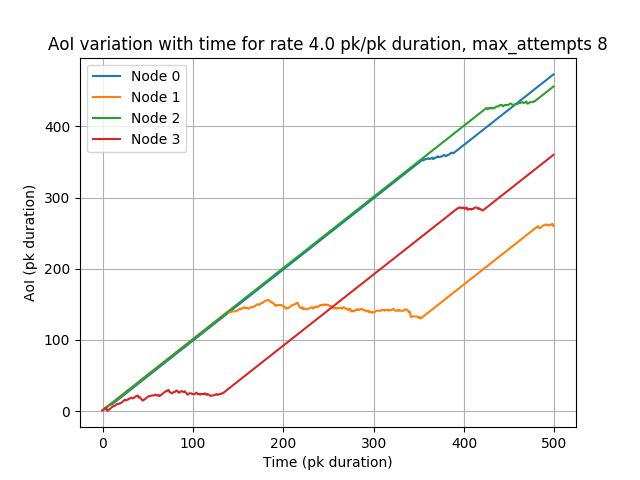 AoI variation with time for rate 4.0 pk/pk duration, max_attempts 8
Node 0
Node 1
Node 2
Node 3
AoI (pk duration)
400
300
200
100
0
0 100 200 300 400 500
Time (pk duration)